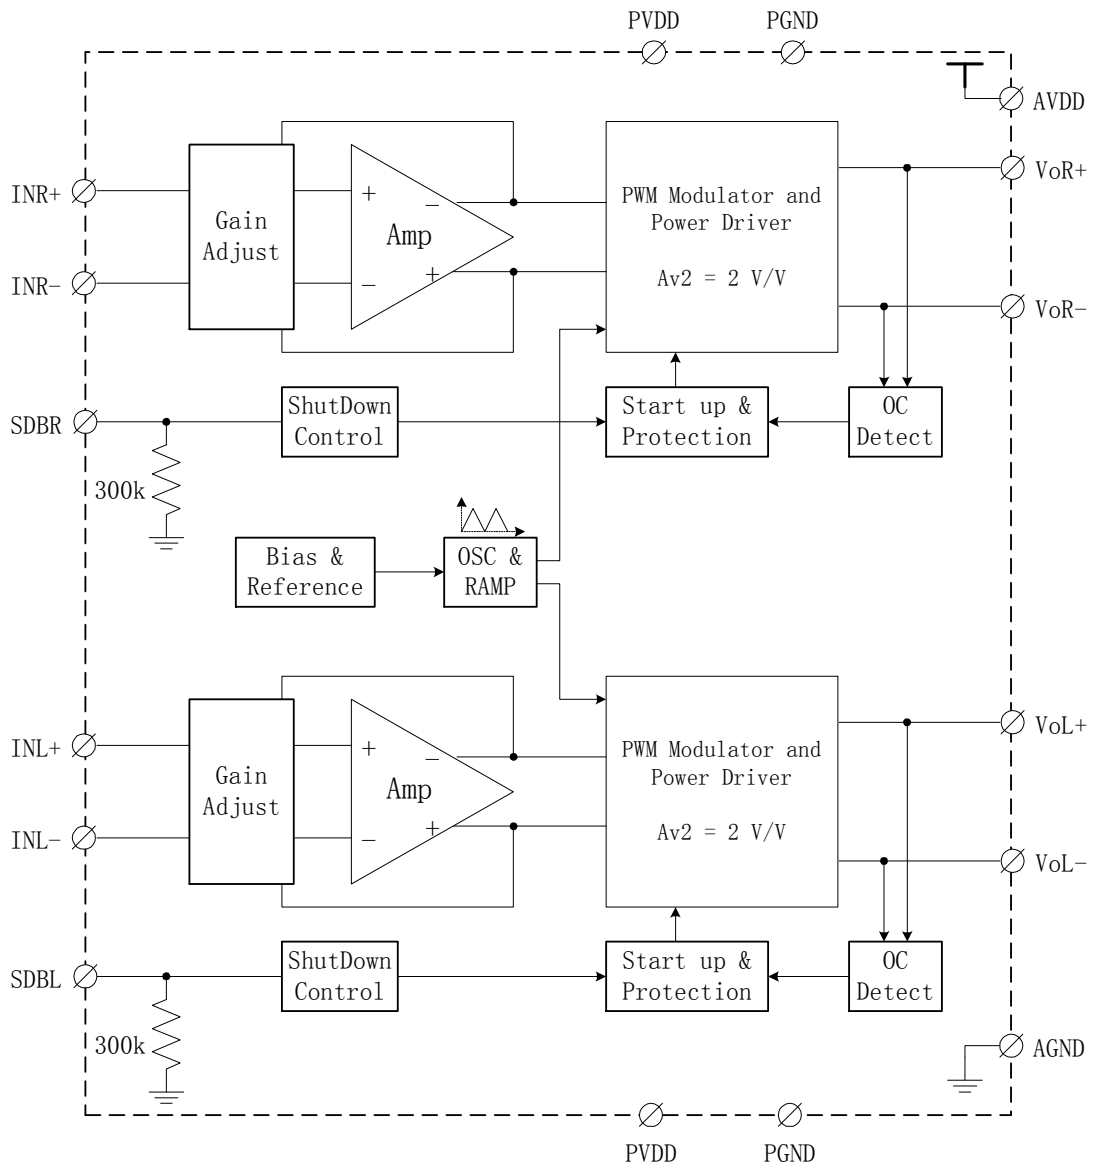 PVDD
PGND
AVDD
INR+
INR-
Gain
Adjust
+
-
Amp
-
+
PWM Modulator and
Power Driver
Av2 = 2 V/V
VoR+
VoR-
SDBR
300k
ShutDown
Control
Start up &
Protection
OC
Detect
Bias &
Reference
OSC &
RAMP
INL+
INL-
Gain
Adjust
+
-
Amp
-
+
PWM Modulator and
Power Driver
Av2 = 2 V/V
VoL+
VoL-
SDBL
300k
ShutDown
Control
Start up &
Protection
OC
Detect
AGND
PVDD
PGND